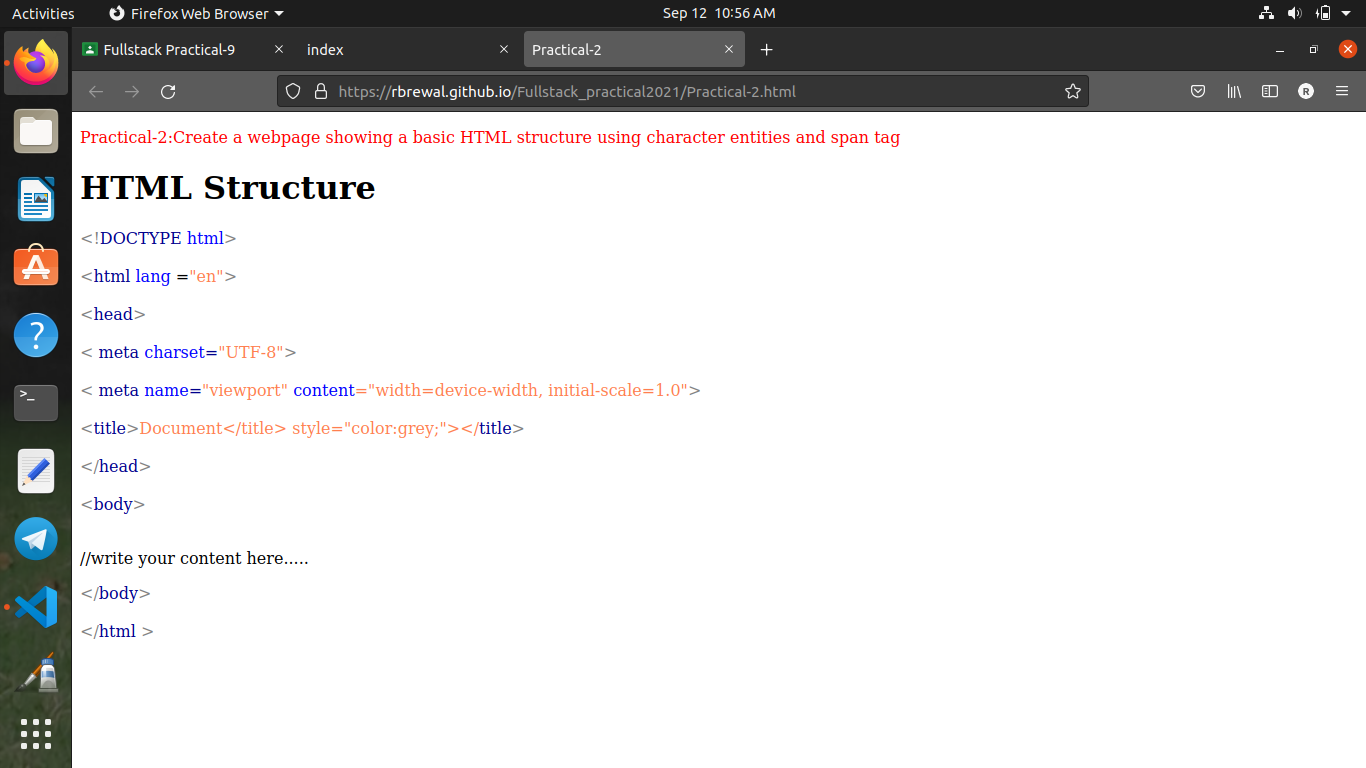 Activities Firefox Web Browser Sep 12 10:56 AM
Fullstack Practical-9 index Practical-2
https://rbrewal.github.io/Fullstack_practical2021/Practical-2.html R
Practical-2:Create a webpage showing a basic HTML structure using character entities and span tag
HTML Structure
<!DOCTYPE html>
<html lang ="en">
<head>
< meta charset="UTF-8">
< meta name="viewport" content="width=device-width, initial-scale=1.0">
<title>Document</title> style="color:grey;"></title>
</head>
<body>
//write your content here.....
</body>
</html >